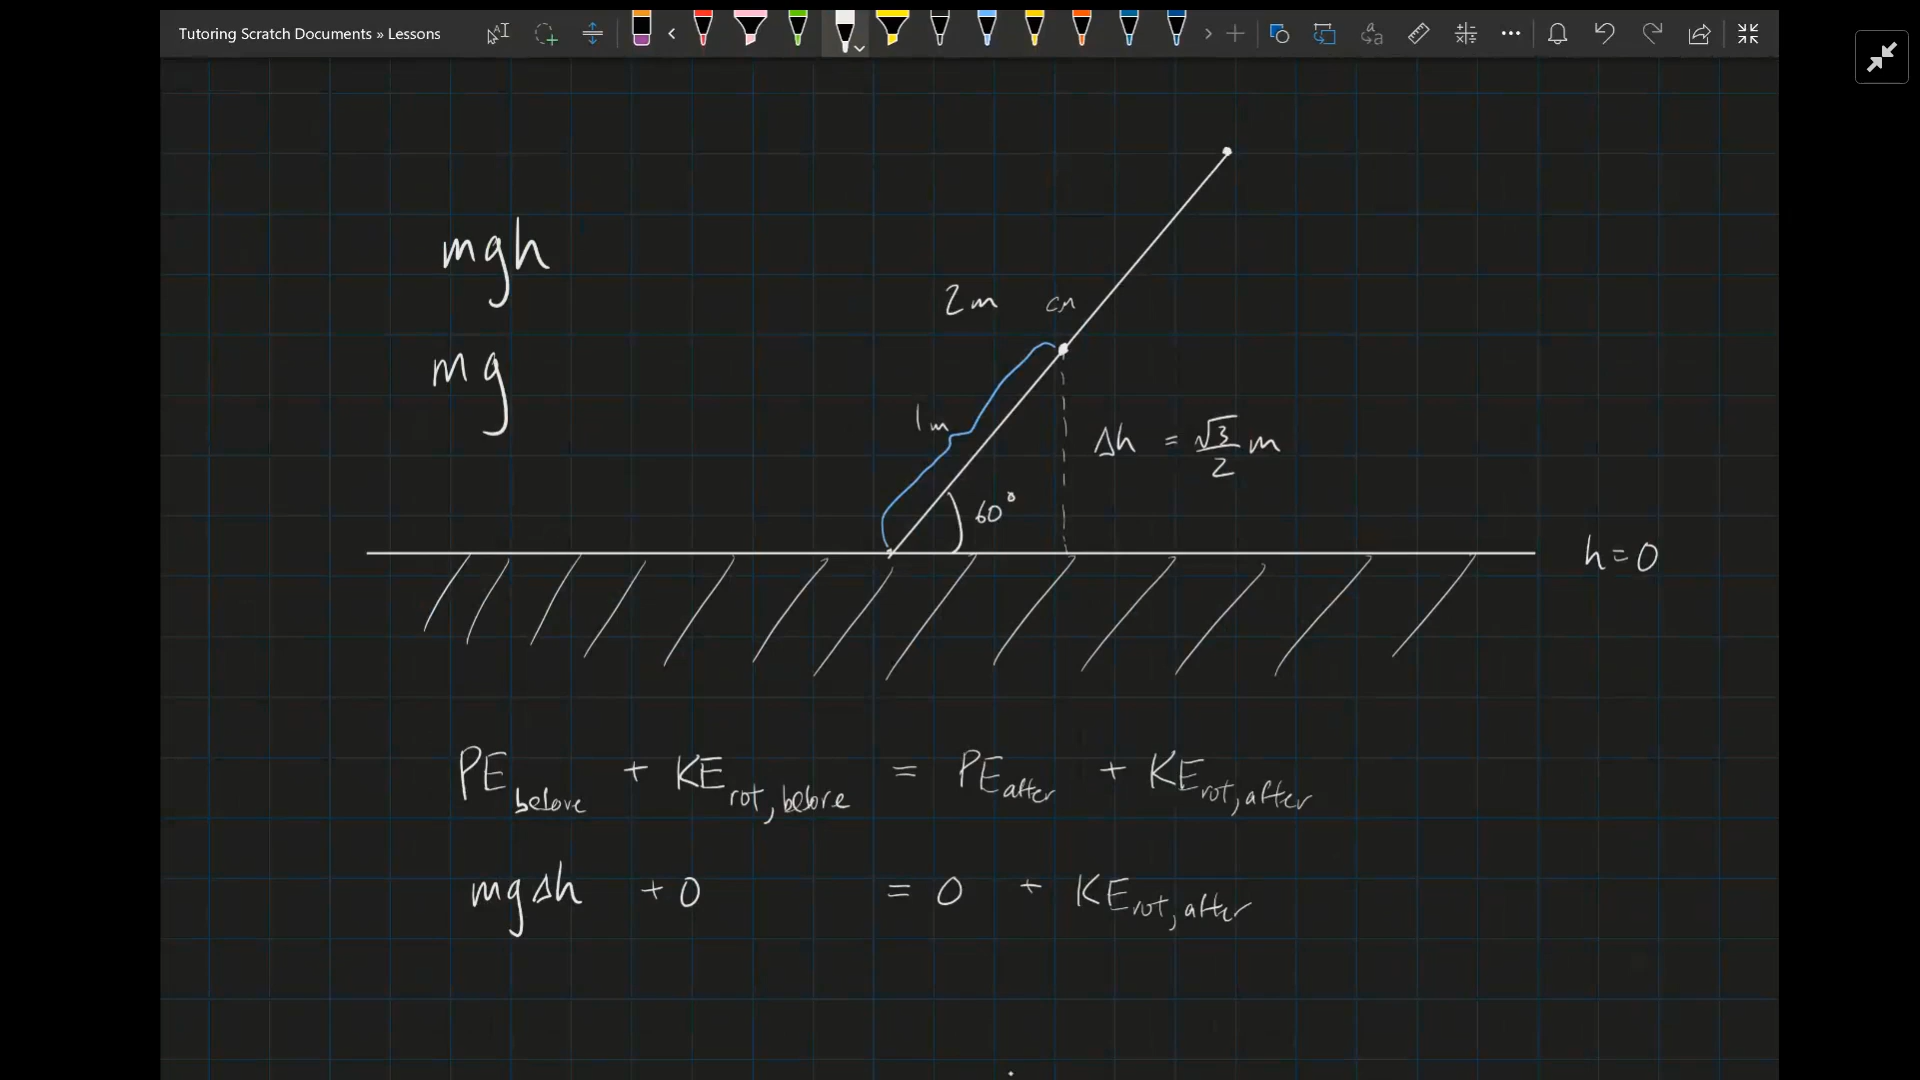 Tutoring Scratch Documents » Lessons
mgh
2m cm
mg
1m
Δh = √3/2 m
60°
h=0
PE before + KE rot, before = PE after + KE rot, after
mgΔh + 0 = 0 + KE rot, after